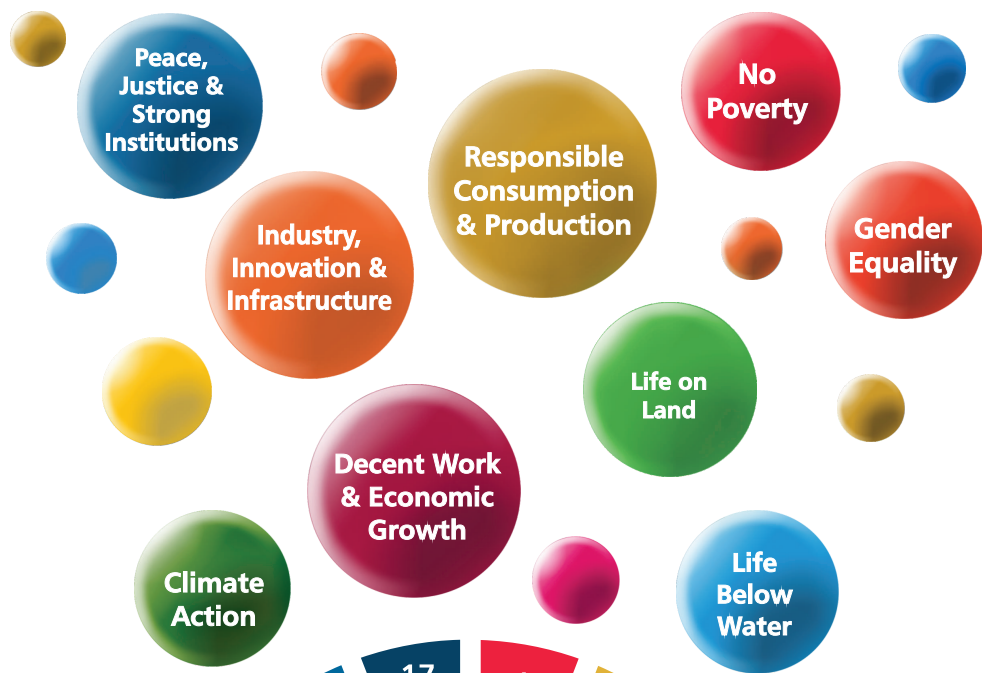 Peace,
Justice &
Strong
Institutions
No
Poverty
Responsible
Consumption
& Production
Industry,
Innovation &
Infrastructure
Gender
Equality
Life on
Land
Decent Work
& Economic
Growth
Climate
Action
Life
Below
Water
17